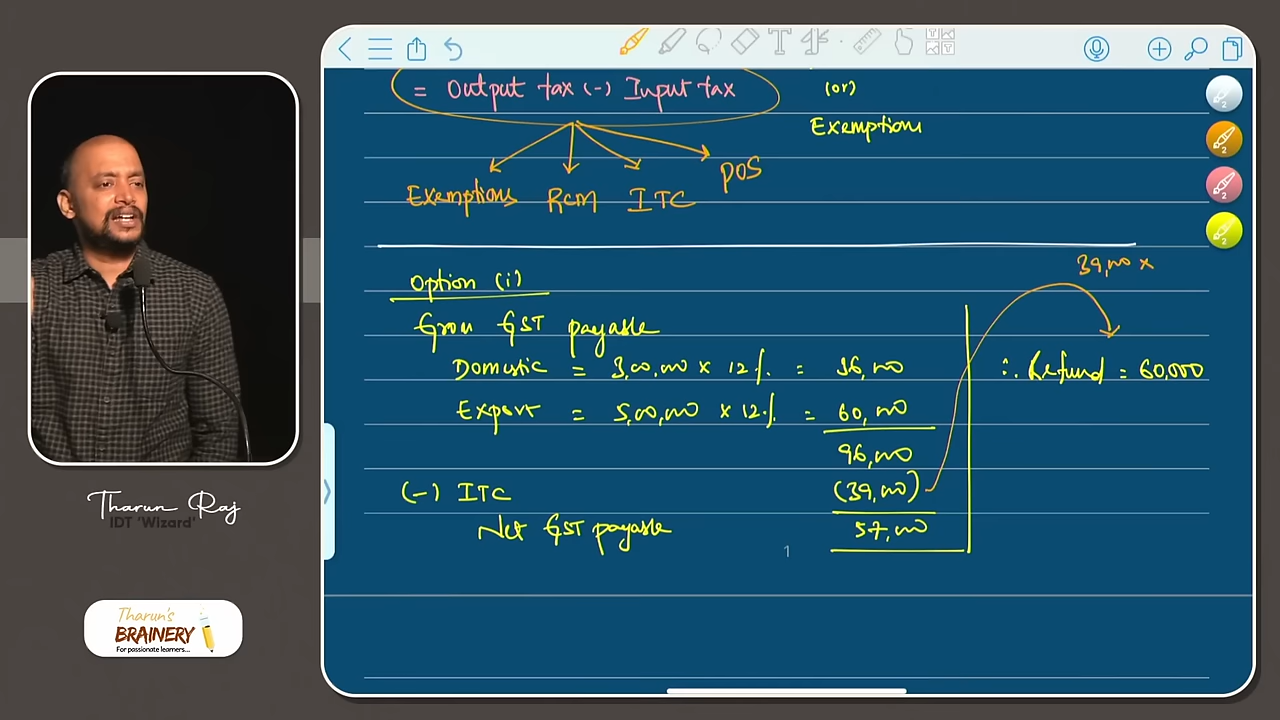 = Output tax (-) Input tax
(or)
Exemptions
Exemptions RCM ITC POS
39,000 x
Option (i)
Gross GST payable
Domestic = 3,00,000 x 12% = 36,000
∴ Refund = 60,000
Export = 5,00,000 x 12% = 60,000
96,000
(-) ITC (39,000)
Net GST payable 57,000
1
Tharun Raj
IDT 'Wizard'
Tharun's
BRAINERY
For passionate learners...